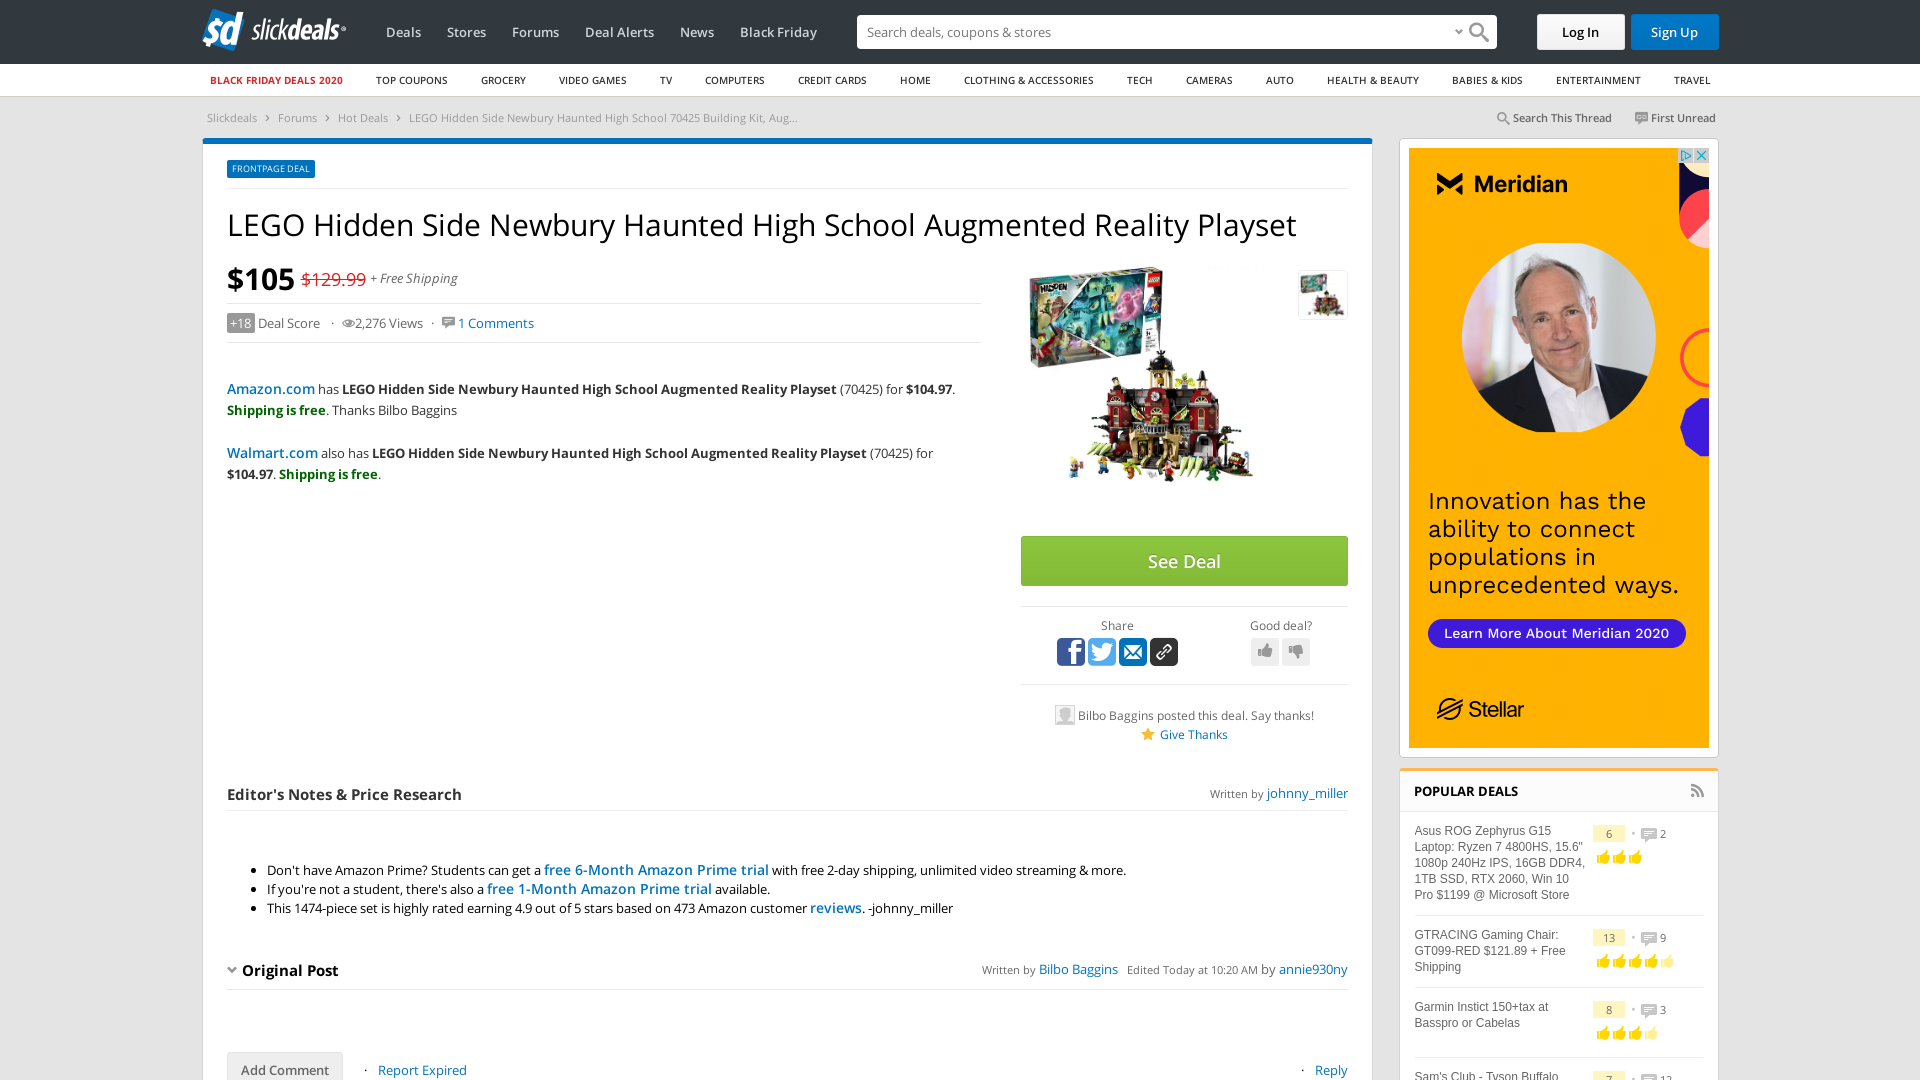 sd slickdeals
Deals Stores Forums Deal Alerts News Black Friday
Search deals, coupons & stores
Log In Sign Up
BLACK FRIDAY DEALS 2020 TOP COUPONS GROCERY VIDEO GAMES TV COMPUTERS CREDIT CARDS HOME CLOTHING & ACCESSORIES TECH CAMERAS AUTO HEALTH & BEAUTY BABIES & KIDS ENTERTAINMENT TRAVEL
Slickdeals › Forums › Hot Deals › LEGO Hidden Side Newbury Haunted High School 70425 Building Kit, Aug...
Search This Thread First Unread
FRONTPAGE DEAL
LEGO Hidden Side Newbury Haunted High School Augmented Reality Playset
$105 $129.99 + Free Shipping
+18 Deal Score · 2,276 Views · 1 Comments
Amazon.com has LEGO Hidden Side Newbury Haunted High School Augmented Reality Playset (70425) for $104.97.
Shipping is free. Thanks Bilbo Baggins
Walmart.com also has LEGO Hidden Side Newbury Haunted High School Augmented Reality Playset (70425) for
$104.97. Shipping is free.
HIDDEN
See Deal
Share
Good deal?
Bilbo Baggins posted this deal. Say thanks!
Give Thanks
Editor's Notes & Price Research
Written by johnny_miller
• Don't have Amazon Prime? Students can get a free 6-Month Amazon Prime trial with free 2-day shipping, unlimited video streaming & more.
• If you're not a student, there's also a free 1-Month Amazon Prime trial available.
• This 1474-piece set is highly rated earning 4.9 out of 5 stars based on 473 Amazon customer reviews. -johnny_miller
Original Post
Written by Bilbo Baggins Edited Today at 10:20 AM by annie930ny
Add Comment · Report Expired
· Reply
Meridian
Innovation has the
ability to connect
populations in
unprecedented ways.
Learn More About Meridian 2020
Stellar
POPULAR DEALS
Asus ROG Zephyrus G15
Laptop: Ryzen 7 4800HS, 15.6"
1080p 240Hz IPS, 16GB DDR4,
1TB SSD, RTX 2060, Win 10
Pro $1199 @ Microsoft Store
6 • 2
GTRACING Gaming Chair:
GT099-RED $121.89 + Free
Shipping
13 • 9
Garmin Instict 150+tax at
Basspro or Cabelas
8 • 3
Sam's Club - Tyson Buffalo
7 • 12